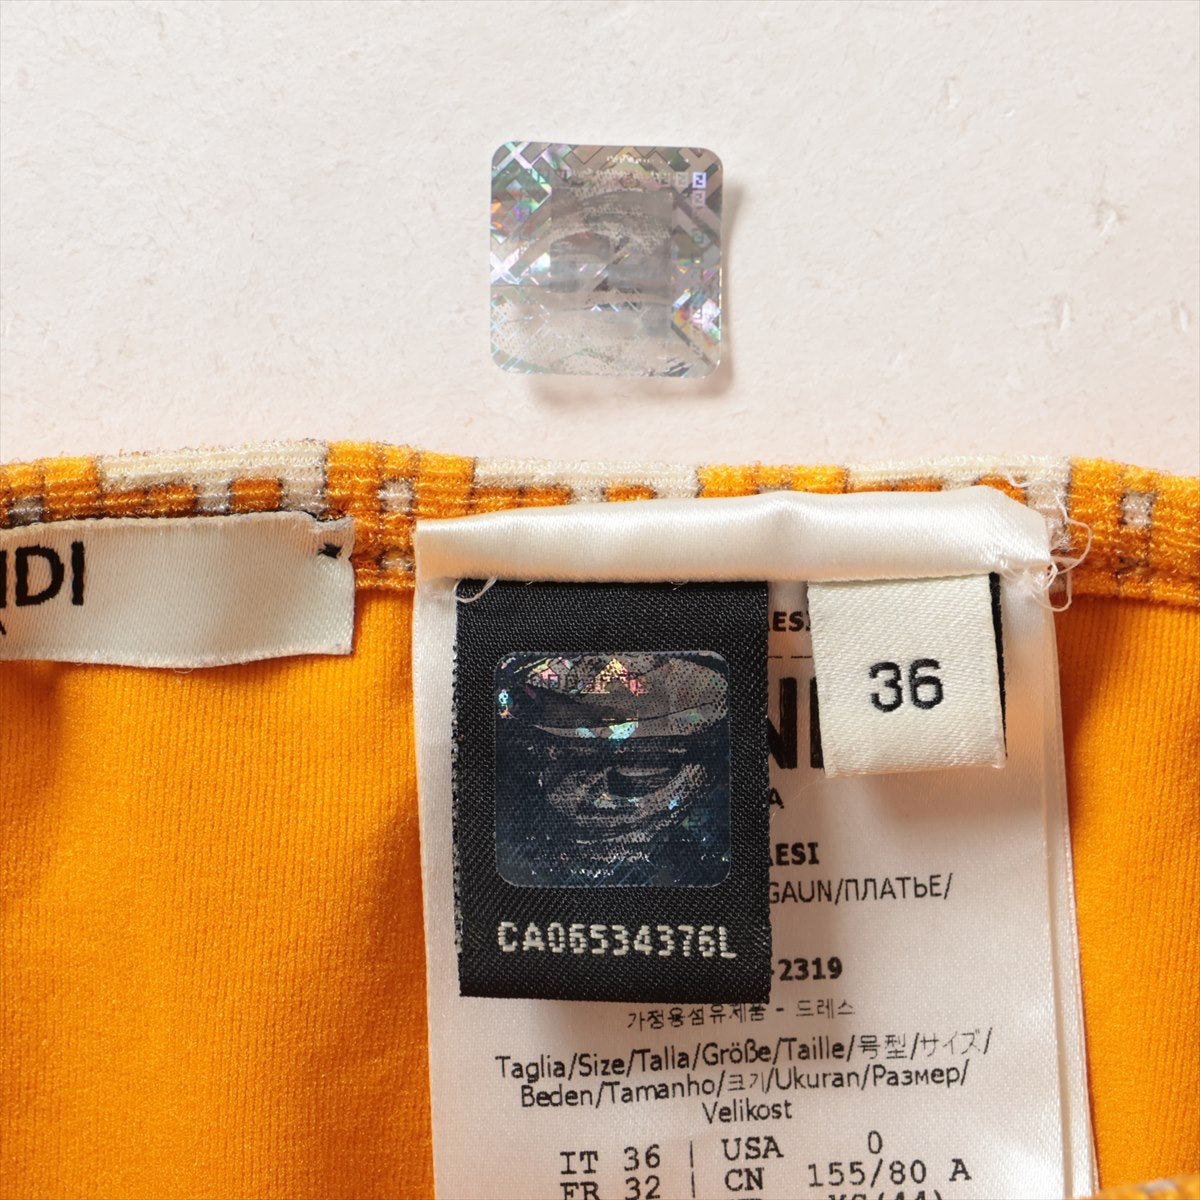 NDI
36
CA06534376L
ESI
AESI
GAUN/ПЛАТЬЕ/
-2319
가정용섬유제품 - 드레스
Taglia/Size/Talla/Größe/Taille/号型/サイズ/
Beden/Tamanho/크기/Ukuran/Размер/
Velikost
IT 36 | USA 0
FR 32 | CN 155/80 A